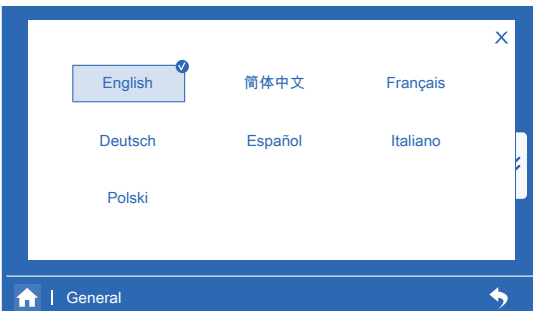 English 简体中文 Français
Deutsch Español Italiano
Polski
General